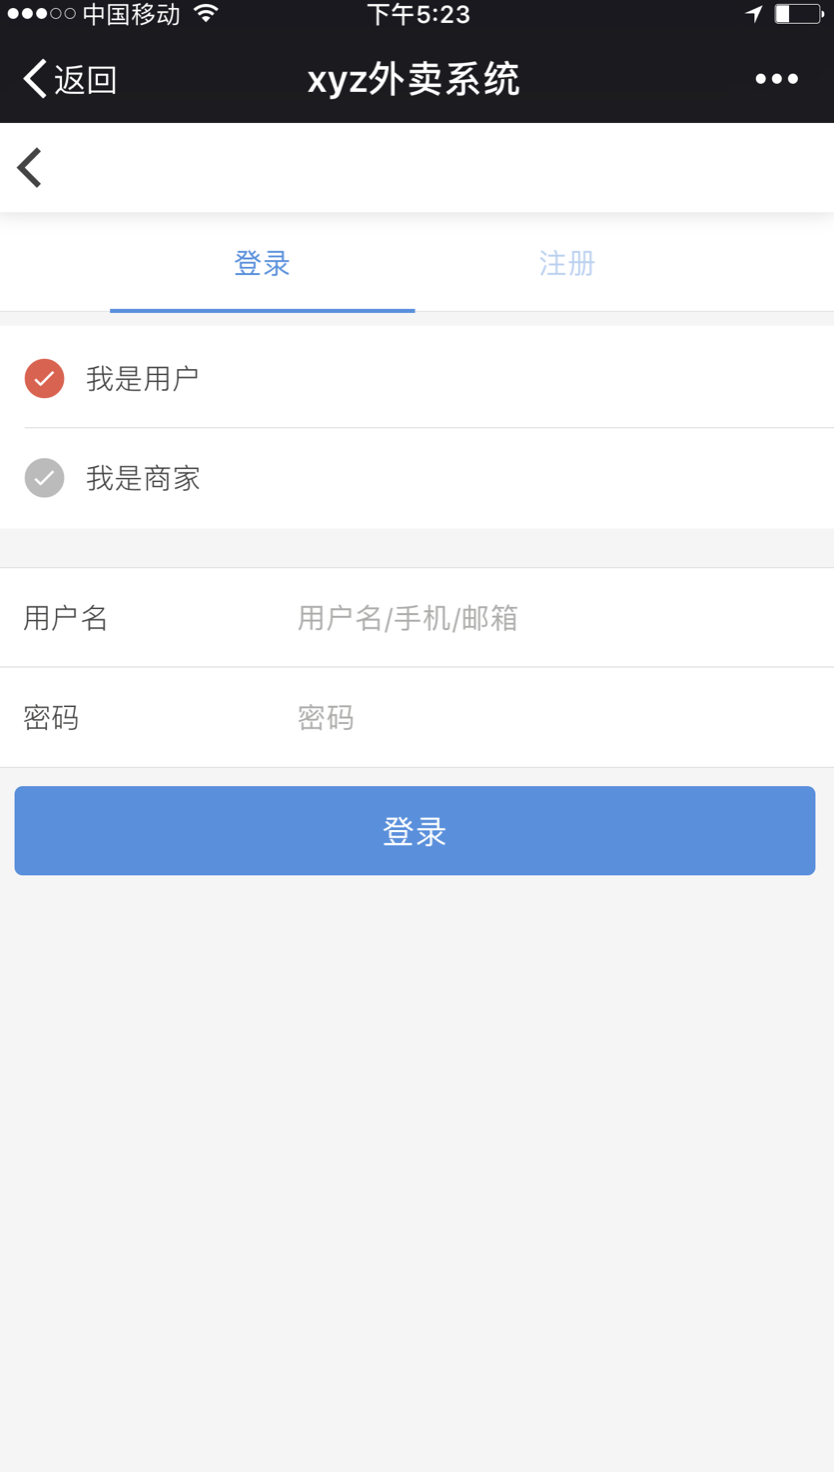 中国移动 下午5:23
返回 xyz外卖系统
登录 注册
我是用户
我是商家
用户名 用户名/手机/邮箱
密码 密码
登录